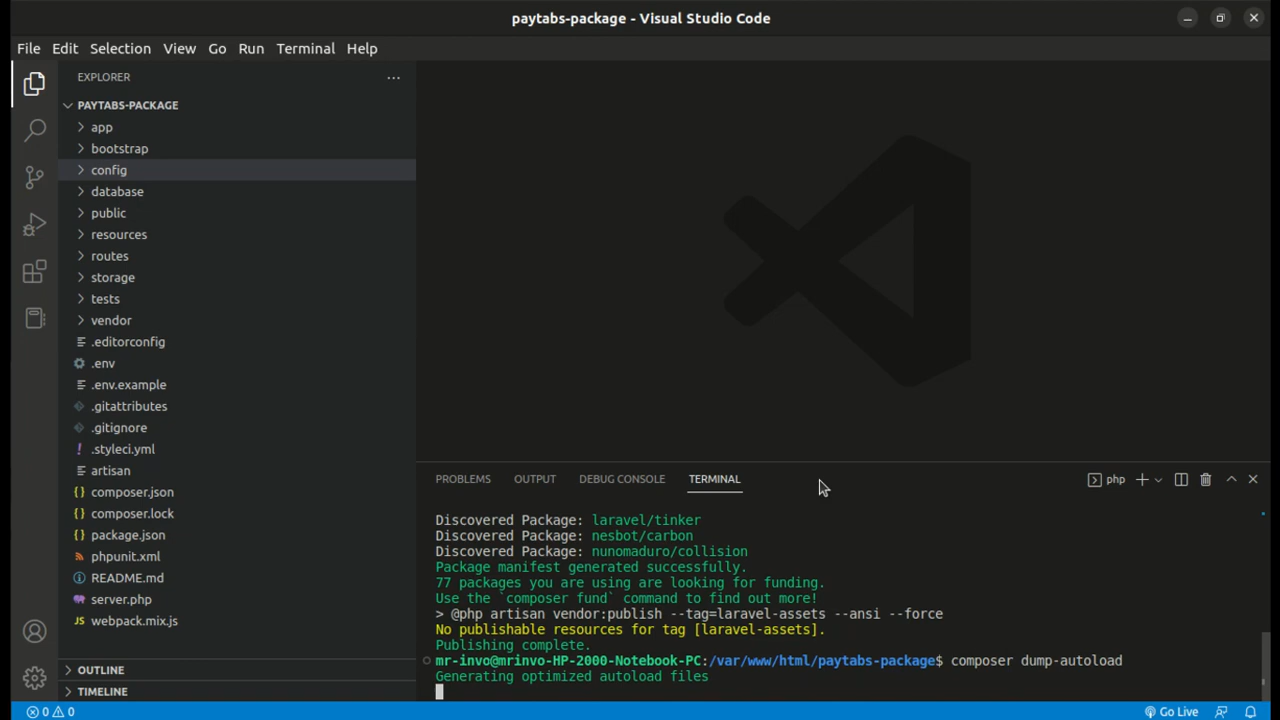 paytabs-package - Visual Studio Code
File Edit Selection View Go Run Terminal Help
EXPLORER
PAYTABS-PACKAGE
app
bootstrap
config
database
public
resources
routes
storage
tests
vendor
.editorconfig
.env
.env.example
.gitattributes
.gitignore
.styleci.yml
artisan
composer.json
composer.lock
package.json
phpunit.xml
README.md
server.php
webpack.mix.js
OUTLINE
TIMELINE
PROBLEMS OUTPUT DEBUG CONSOLE TERMINAL php
Discovered Package: laravel/tinker
Discovered Package: nesbot/carbon
Discovered Package: nunomaduro/collision
Package manifest generated successfully.
77 packages you are using are looking for funding.
Use the `composer fund` command to find out more!
> @php artisan vendor:publish --tag=laravel-assets --ansi --force
No publishable resources for tag [laravel-assets].
Publishing complete.
mr-invo@mrinvo-HP-2000-Notebook-PC:/var/www/html/paytabs-package$ composer dump-autoload
Generating optimized autoload files
0 0 Go Live